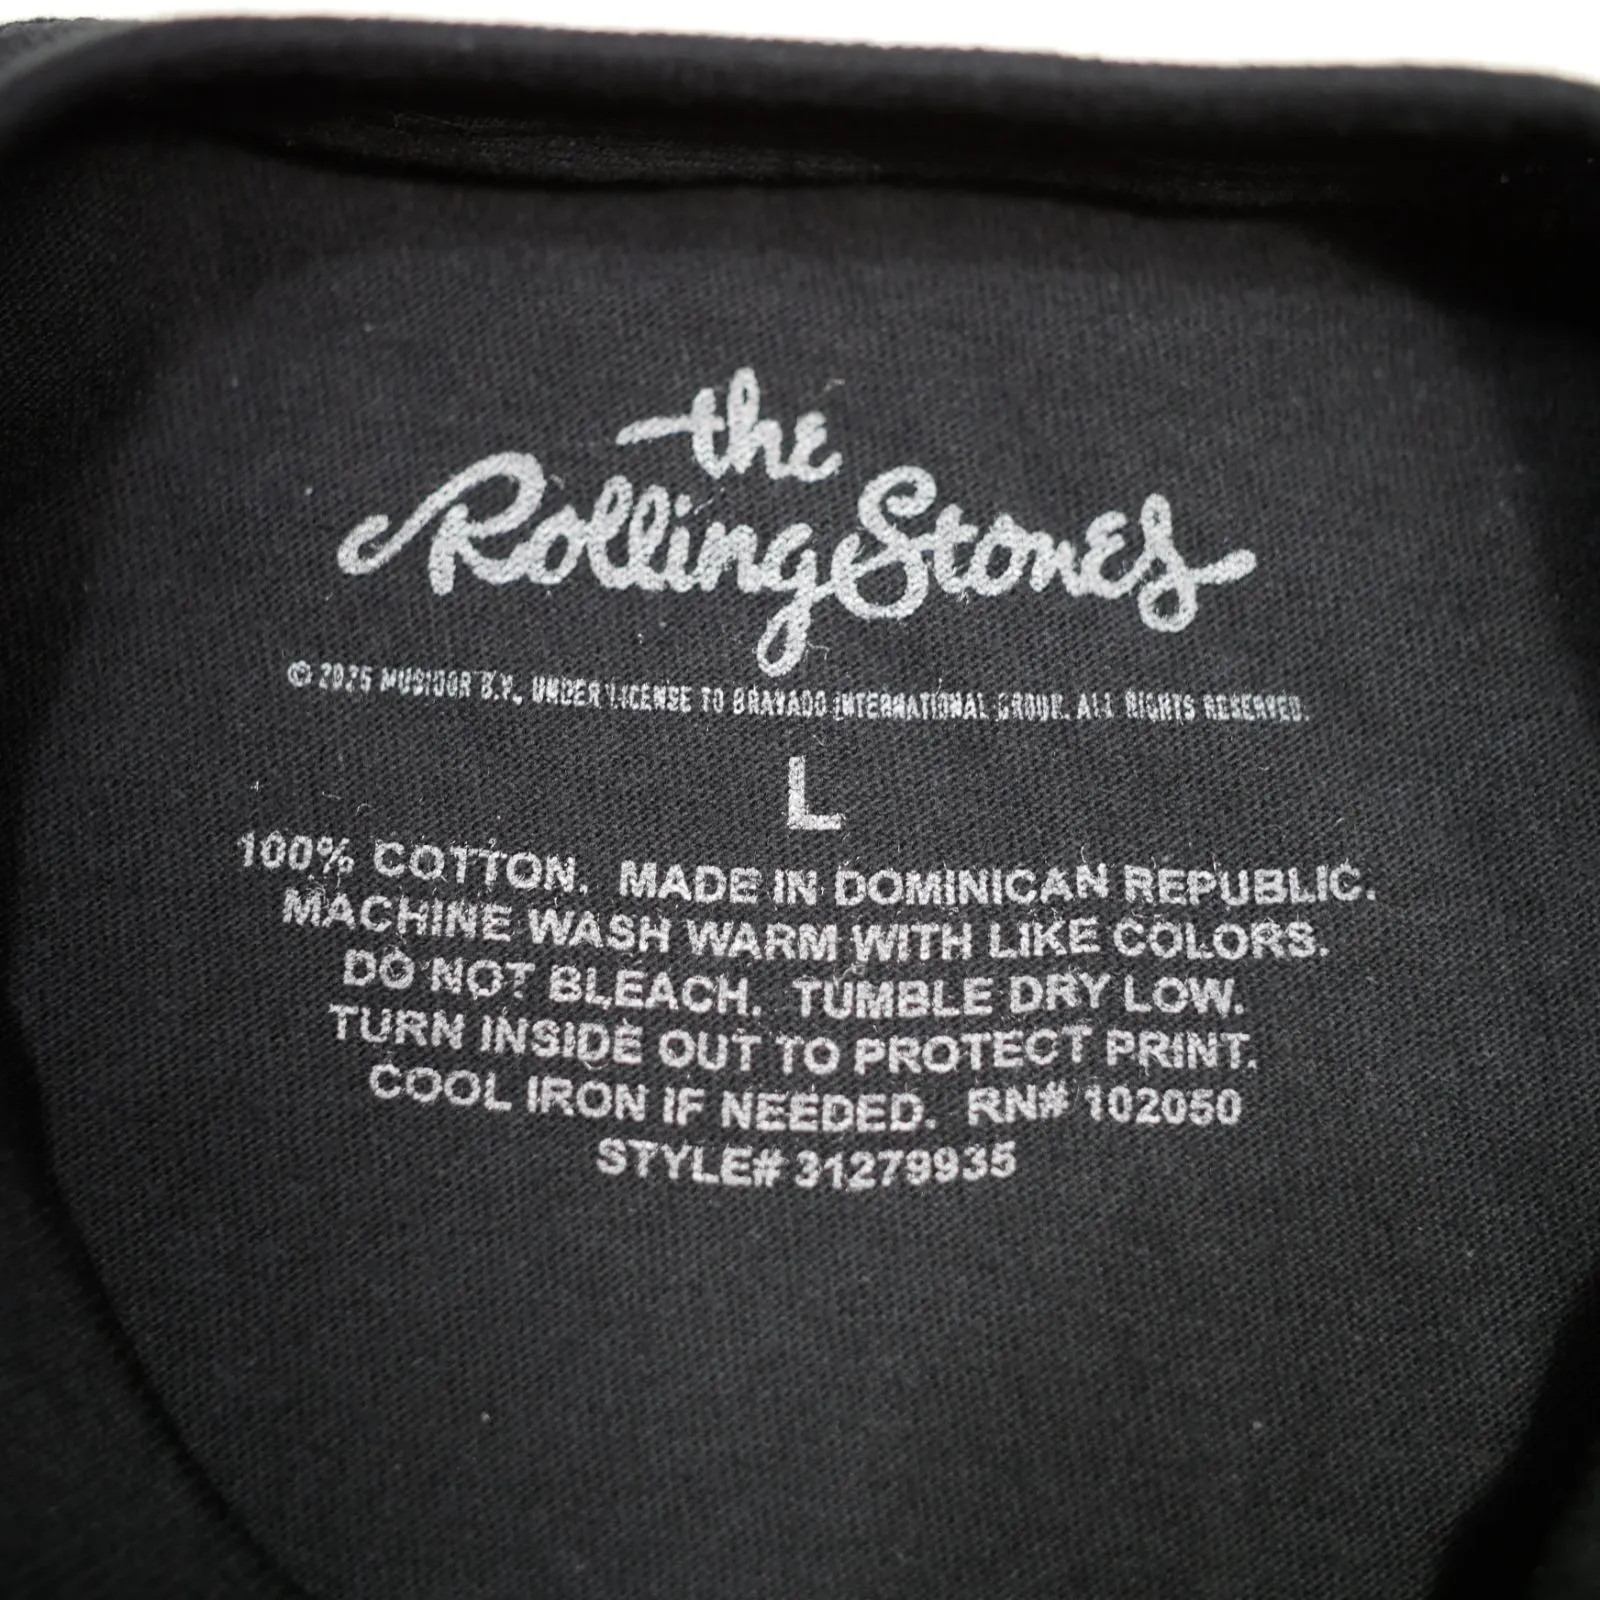 the
Rolling Stones
© 2025 MUSIDOR B.V., UNDER LICENSE TO BRAVADO INTERNATIONAL GROUP. ALL RIGHTS RESERVED.
L
100% COTTON. MADE IN DOMINICAN REPUBLIC.
MACHINE WASH WARM WITH LIKE COLORS.
DO NOT BLEACH. TUMBLE DRY LOW.
TURN INSIDE OUT TO PROTECT PRINT.
COOL IRON IF NEEDED. RN# 102050
STYLE# 31279935